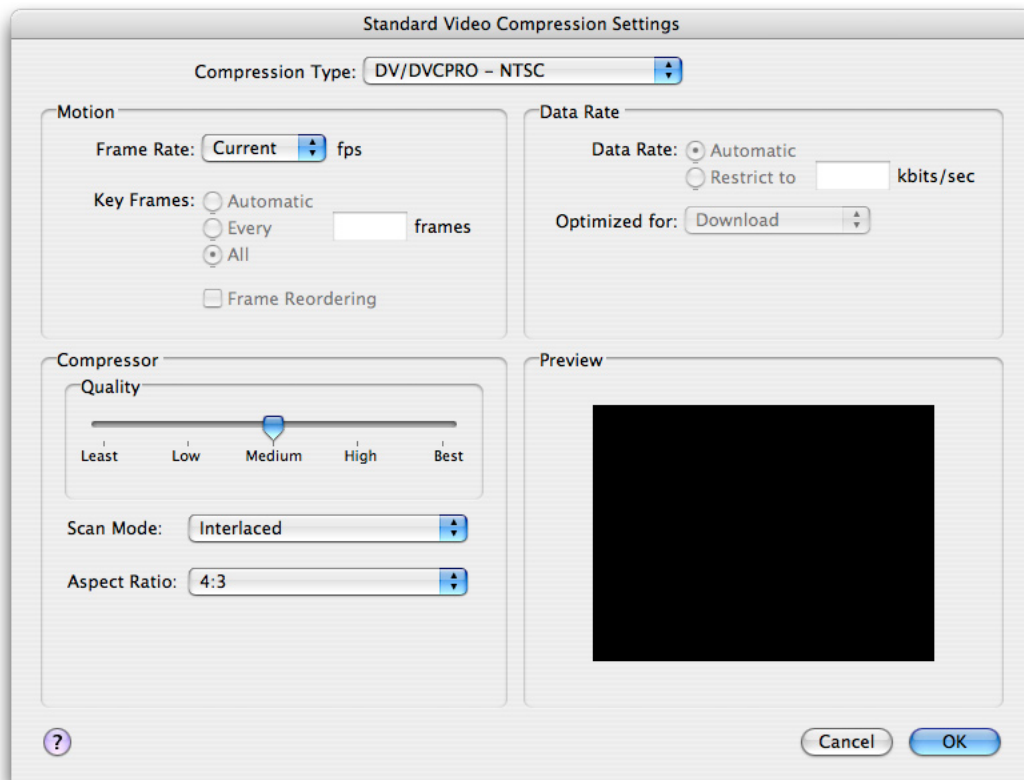 Standard Video Compression Settings
Compression Type: DV/DVCPRO – NTSC
Motion
Frame Rate: Current fps
Key Frames: Automatic
Every frames
All
Frame Reordering
Data Rate
Data Rate: Automatic
Restrict to kbits/sec
Optimized for: Download
Compressor
Quality
Least Low Medium High Best
Scan Mode: Interlaced
Aspect Ratio: 4:3
Preview
?
Cancel OK